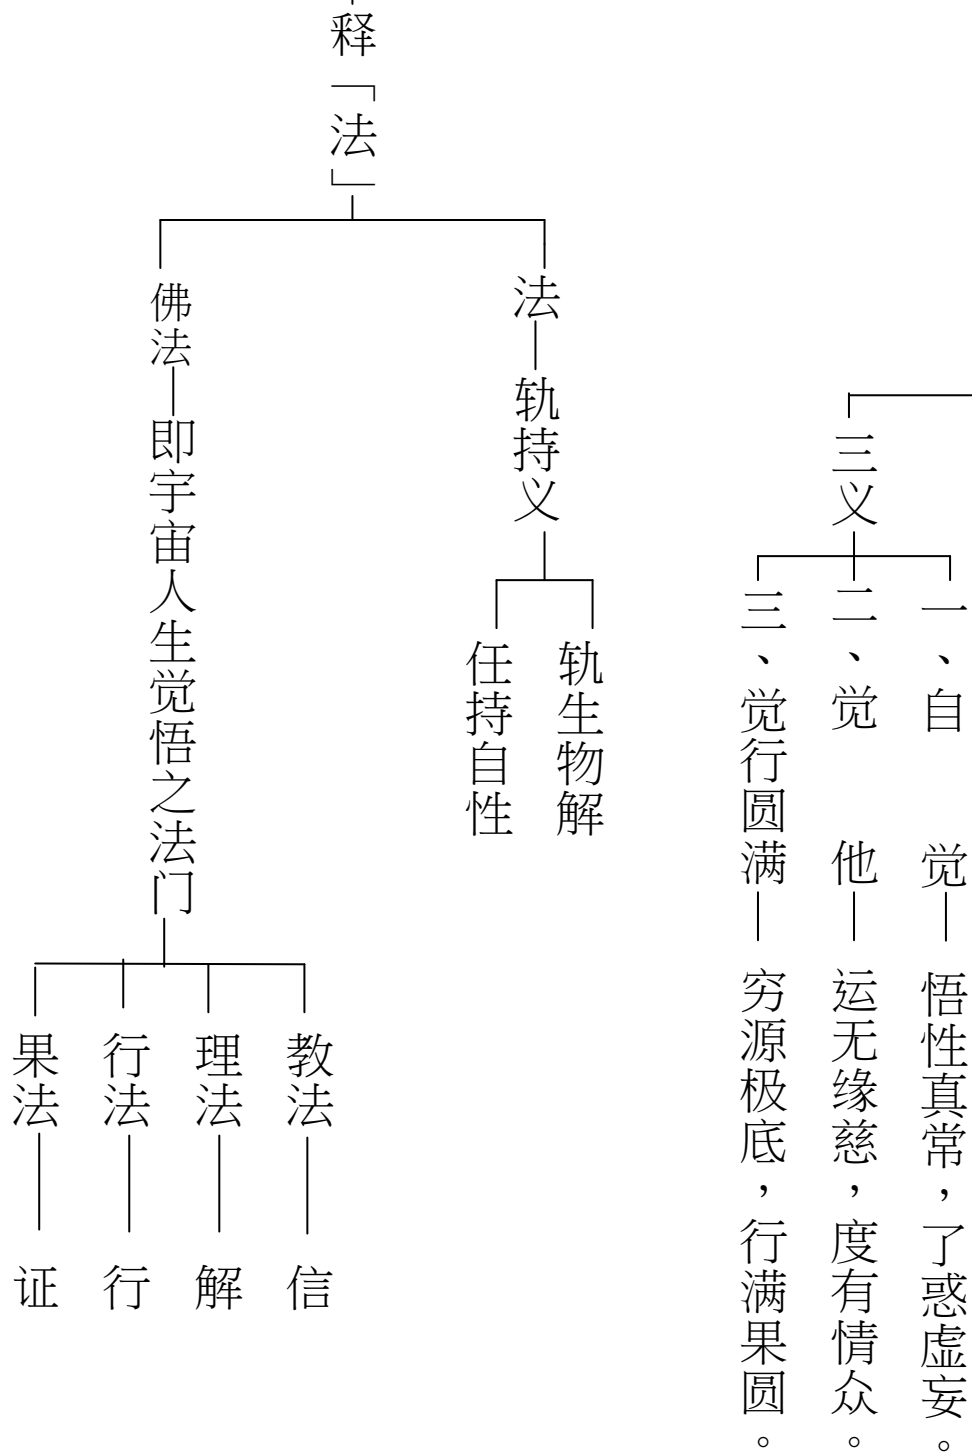 三义
一、自觉——悟性真常，了惑虚妄。
二、觉他——运无缘慈，度有情众。
三、觉行圆满——穷源极底，行满果圆。
释「法」
法——轨持义
轨生物解
任持自性
佛法——即宇宙人生觉悟之法门
教法——信
理法——解
行法——行
果法——证